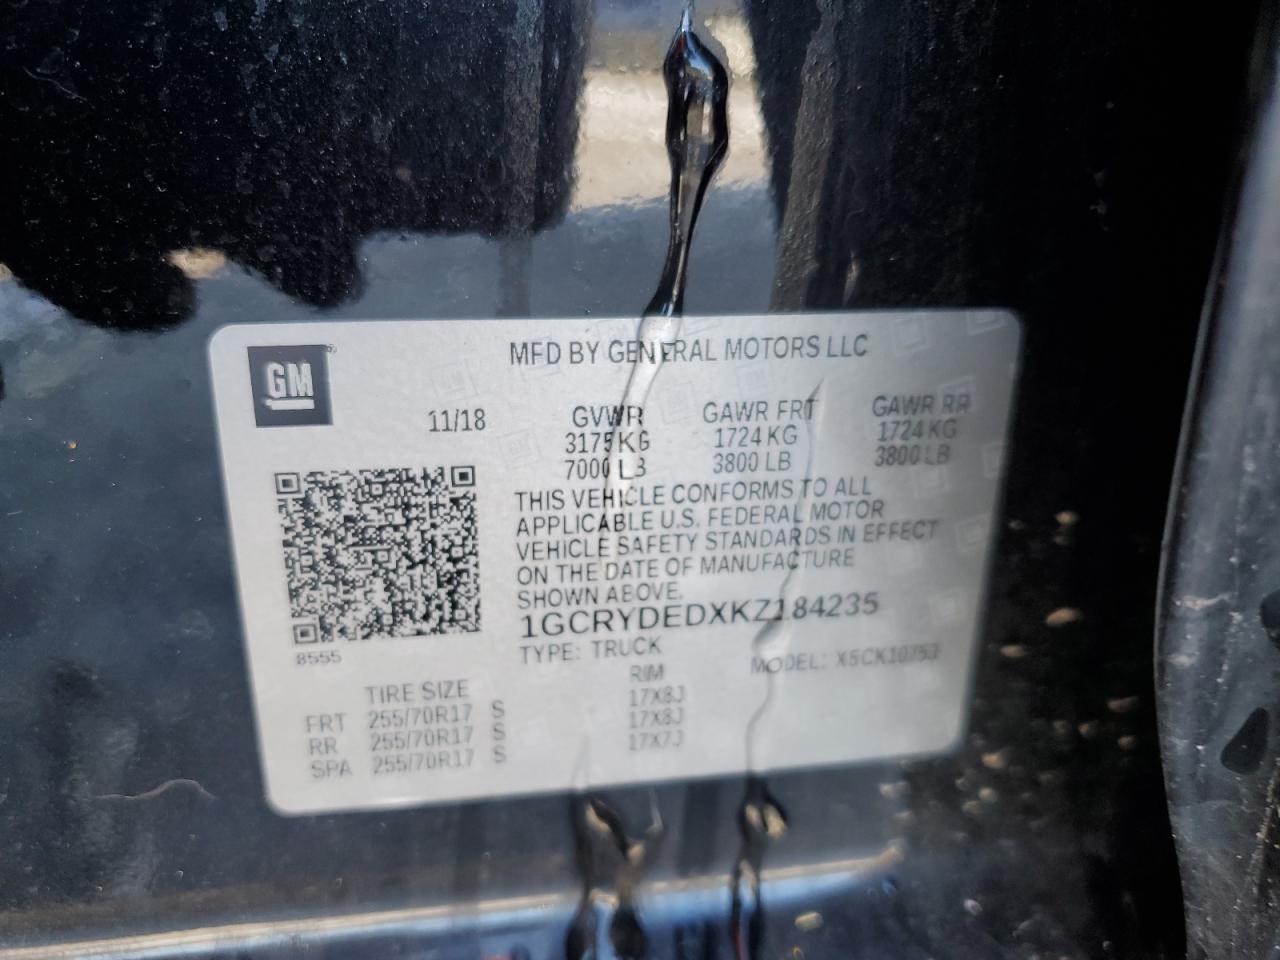 MFD BY GENERAL MOTORS LLC
GM
11/18 GVWR GAWR FRT GAWR RR
3175 KG 1724 KG 1724 KG
7000 LB 3800 LB 3800 LB
THIS VEHICLE CONFORMS TO ALL
APPLICABLE U.S. FEDERAL MOTOR
VEHICLE SAFETY STANDARDS IN EFFECT
ON THE DATE OF MANUFACTURE
SHOWN ABOVE.
1GCRYDEDXKZ184235
8555 TYPE: TRUCK MODEL: X5CK10753
TIRE SIZE RIM
FRT 255/70R17 S 17X8J
RR 255/70R17 S 17X8J
SPA 255/70R17 S 17X7J